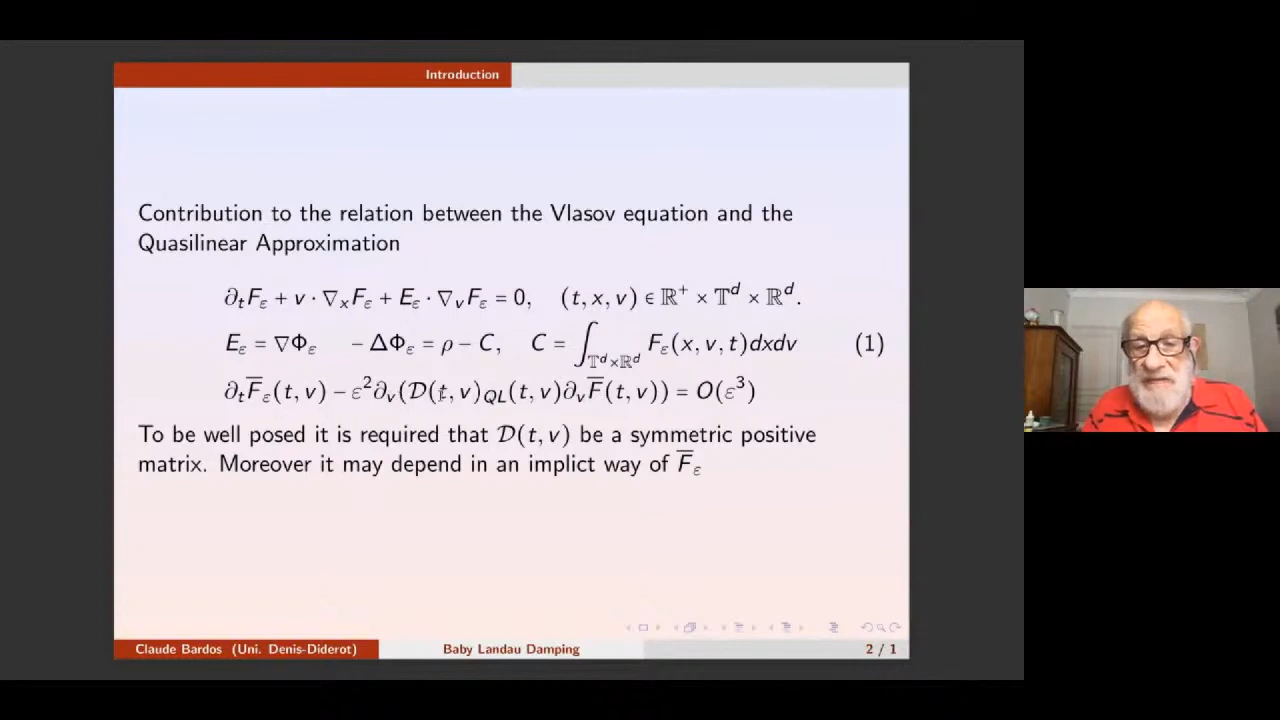 Introduction
Contribution to the relation between the Vlasov equation and the
Quasilinear Approximation
∂ₜF_ε + v · ∇ₓF_ε + E_ε · ∇ᵥF_ε = 0, (t, x, v) ∈ ℝ⁺ × 𝕋ᵈ × ℝᵈ.
E_ε = ∇Φ_ε − ΔΦ_ε = ρ − C, C = ∫_{𝕋ᵈ×ℝᵈ} F_ε(x, v, t)dxdv (1)
∂ₜF̅_ε(t, v) − ε²∂ᵥ(𝒟(t, v)_{QL}(t, v)∂ᵥF̅(t, v)) = O(ε³)
To be well posed it is required that 𝒟(t, v) be a symmetric positive
matrix. Moreover it may depend in an implict way of F̅_ε
Claude Bardos (Uni. Denis-Diderot) Baby Landau Damping 2 / 1